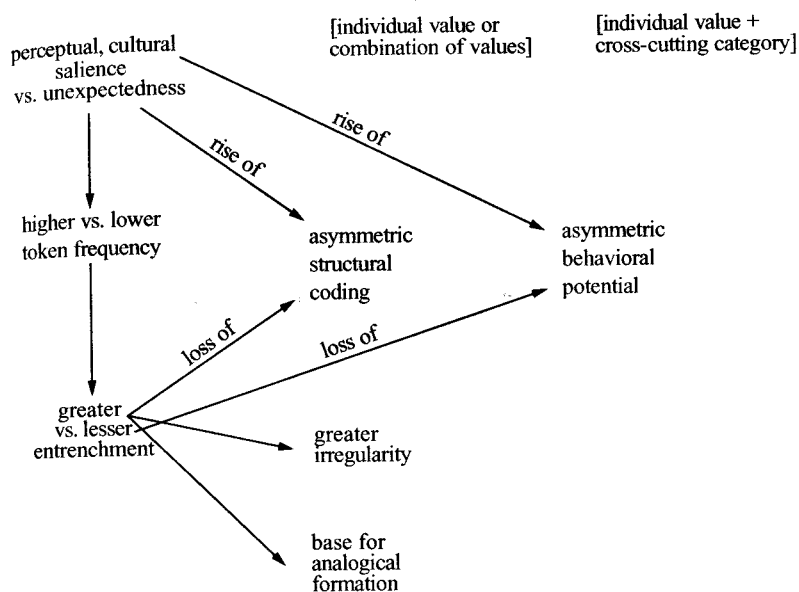 [individual value or
combination of values]
[individual value +
cross-cutting category]
perceptual, cultural
salience
vs. unexpectedness
rise of
rise of
higher vs. lower
token frequency
asymmetric
structural
coding
asymmetric
behavioral
potential
loss of
loss of
greater
vs. lesser
entrenchment
greater
irregularity
base for
analogical
formation